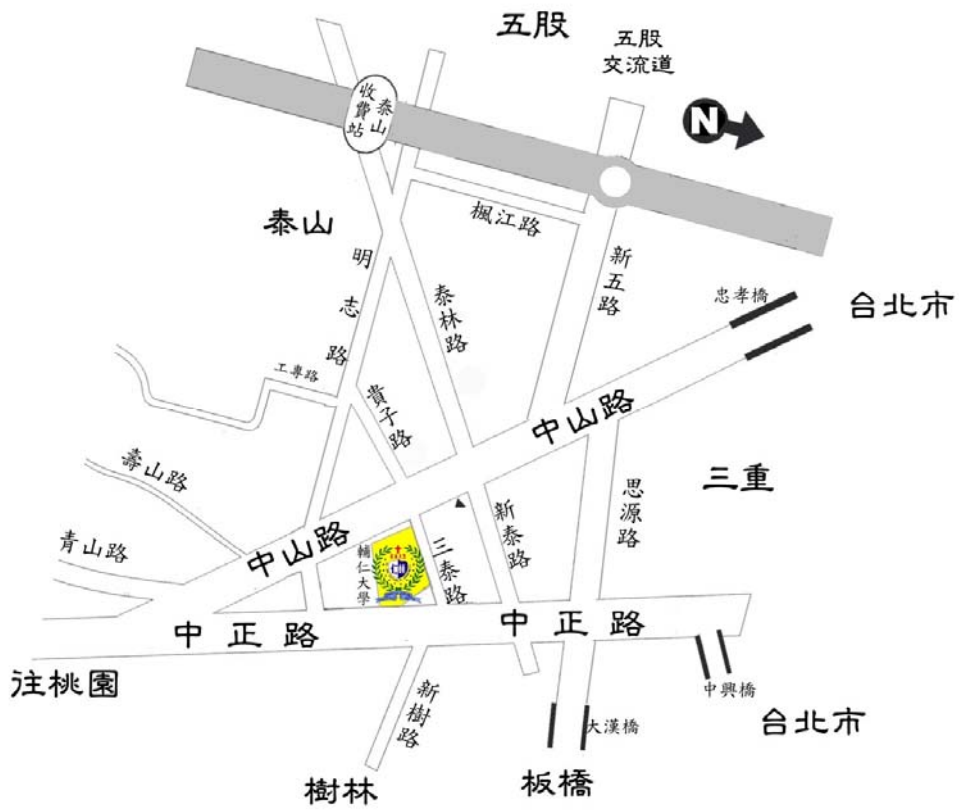 五股
五股
交流道
N
泰山
收費站
楓江路
泰山
明志路
泰林路
新五路
忠孝橋
台北市
工專路
貴子路
中山路
壽山路
三重
思源路
新泰路
青山路
中山路
輔仁大學
三泰路
中正路
中正路
往桃園
新樹路
中興橋
大漢橋
台北市
樹林
板橋